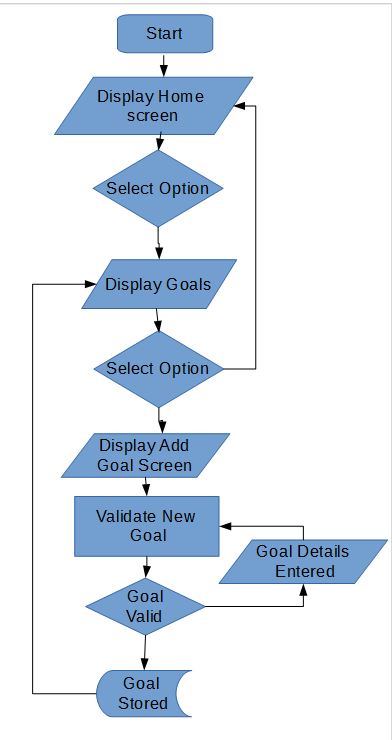 Start
Display Home
screen
Select Option
Display Goals
Select Option
Display Add
Goal Screen
Validate New
Goal
Goal Details
Entered
Goal
Valid
Goal
Stored